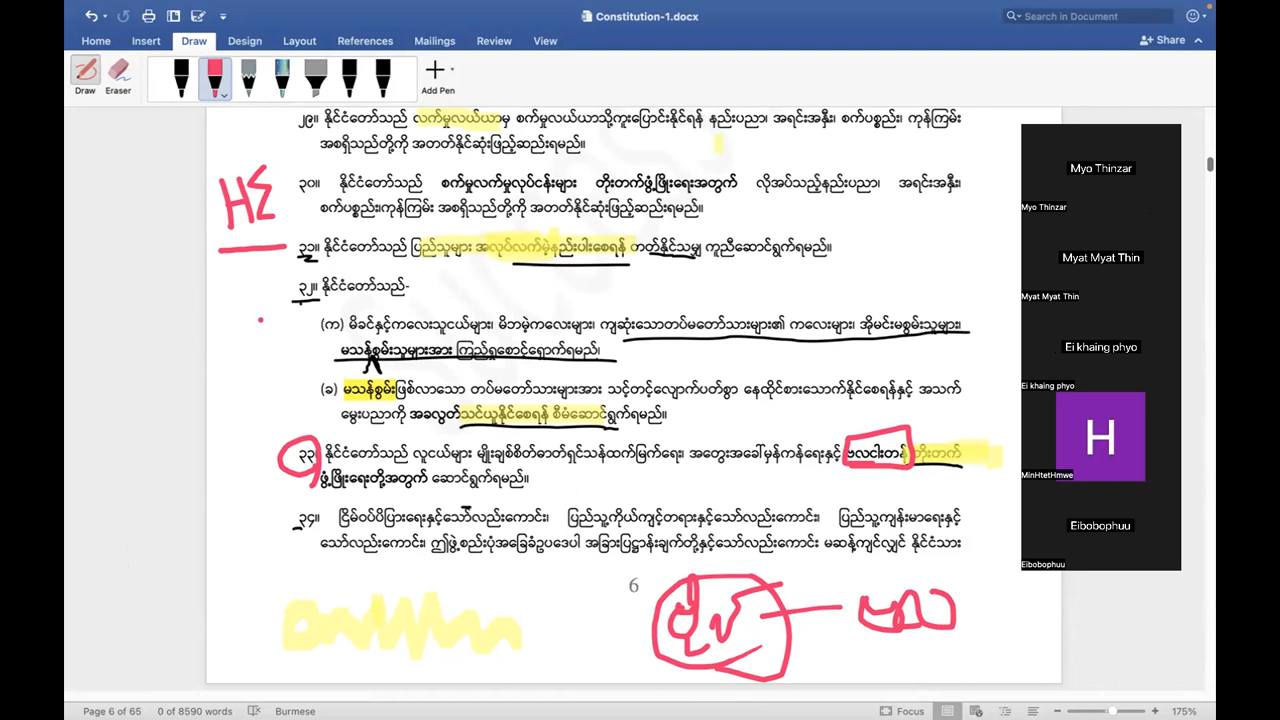 Constitution-1.docx
Search in Document
Home Insert Draw Design Layout References Mailings Review View
Share
Draw Eraser Add Pen
၂၉။ နိုင်ငံတော်သည် လက်မှုလယ်ယာမှ စက်မှုလယ်ယာသို့ကူးပြောင်းနိုင်ရန် နည်းပညာ၊ အရင်းအနှီး၊ စက်ပစ္စည်း၊ ကုန်ကြမ်း
အစရှိသည်တို့ကို အတတ်နိုင်ဆုံးဖြည့်ဆည်းရမည်။
၃၀။ နိုင်ငံတော်သည် စက်မှုလက်မှုလုပ်ငန်းများ တိုးတက်ဖွံ့ဖြိုးရေးအတွက် လိုအပ်သည့်နည်းပညာ၊ အရင်းအနှီး၊
စက်ပစ္စည်း၊ကုန်ကြမ်း အစရှိသည်တို့ကို အတတ်နိုင်ဆုံးဖြည့်ဆည်းရမည်။
၃၁။ နိုင်ငံတော်သည် ပြည်သူများ အလုပ်လက်မဲ့နည်းပါးစေရန် တတ်နိုင်သမျှ ကူညီဆောင်ရွက်ရမည်။
၃၂။ နိုင်ငံတော်သည်-
(က) မိခင်နှင့်ကလေးသူငယ်များ၊ မိဘမဲ့ကလေးများ၊ ကျဆုံးသောတပ်မတော်သားများ၏ ကလေးများ၊ အိုမင်းမစွမ်းသူများ၊
မသန်စွမ်းသူများအား ကြည့်ရှုစောင့်ရှောက်ရမည်၊
(ခ) မသန်စွမ်းဖြစ်လာသော တပ်မတော်သားများအား သင့်တင့်လျောက်ပတ်စွာ နေထိုင်စားသောက်နိုင်စေရန်နှင့် အသက်
မွေးပညာကို အခလွတ်သင်ယူနိုင်စေရန် စီမံဆောင်ရွက်ရမည်။
၃၃။ နိုင်ငံတော်သည် လူငယ်များ မျိုးချစ်စိတ်ဓာတ်ရှင်သန်ထက်မြက်ရေး၊ အတွေးအခေါ်မှန်ကန်ရေးနှင့် ဗလငါးတန် တိုးတက်
ဖွံ့ဖြိုးရေးတို့အတွက် ဆောင်ရွက်ရမည်။
၃၄။ ငြိမ်ဝပ်ပိပြားရေးနှင့်သော်လည်းကောင်း၊ ပြည်သူ့ကိုယ်ကျင့်တရားနှင့်သော်လည်းကောင်း၊ ပြည်သူ့ကျန်းမာရေးနှင့်
သော်လည်းကောင်း၊ ဤဖွဲ့စည်းပုံအခြေခံဥပဒေပါ အခြားပြဋ္ဌာန်းချက်တို့နှင့်သော်လည်းကောင်း မဆန့်ကျင်လျှင် နိုင်ငံသား
6
Myo Thinzar
Myo Thinzar
Myat Myat Thin
Myat Myat Thin
Ei khaing phyo
Ei khaing phyo
H
MinHtetHmwe
Eibobophuu
Eibobophuu
Page 6 of 65 0 of 8590 words Burmese Focus 175%